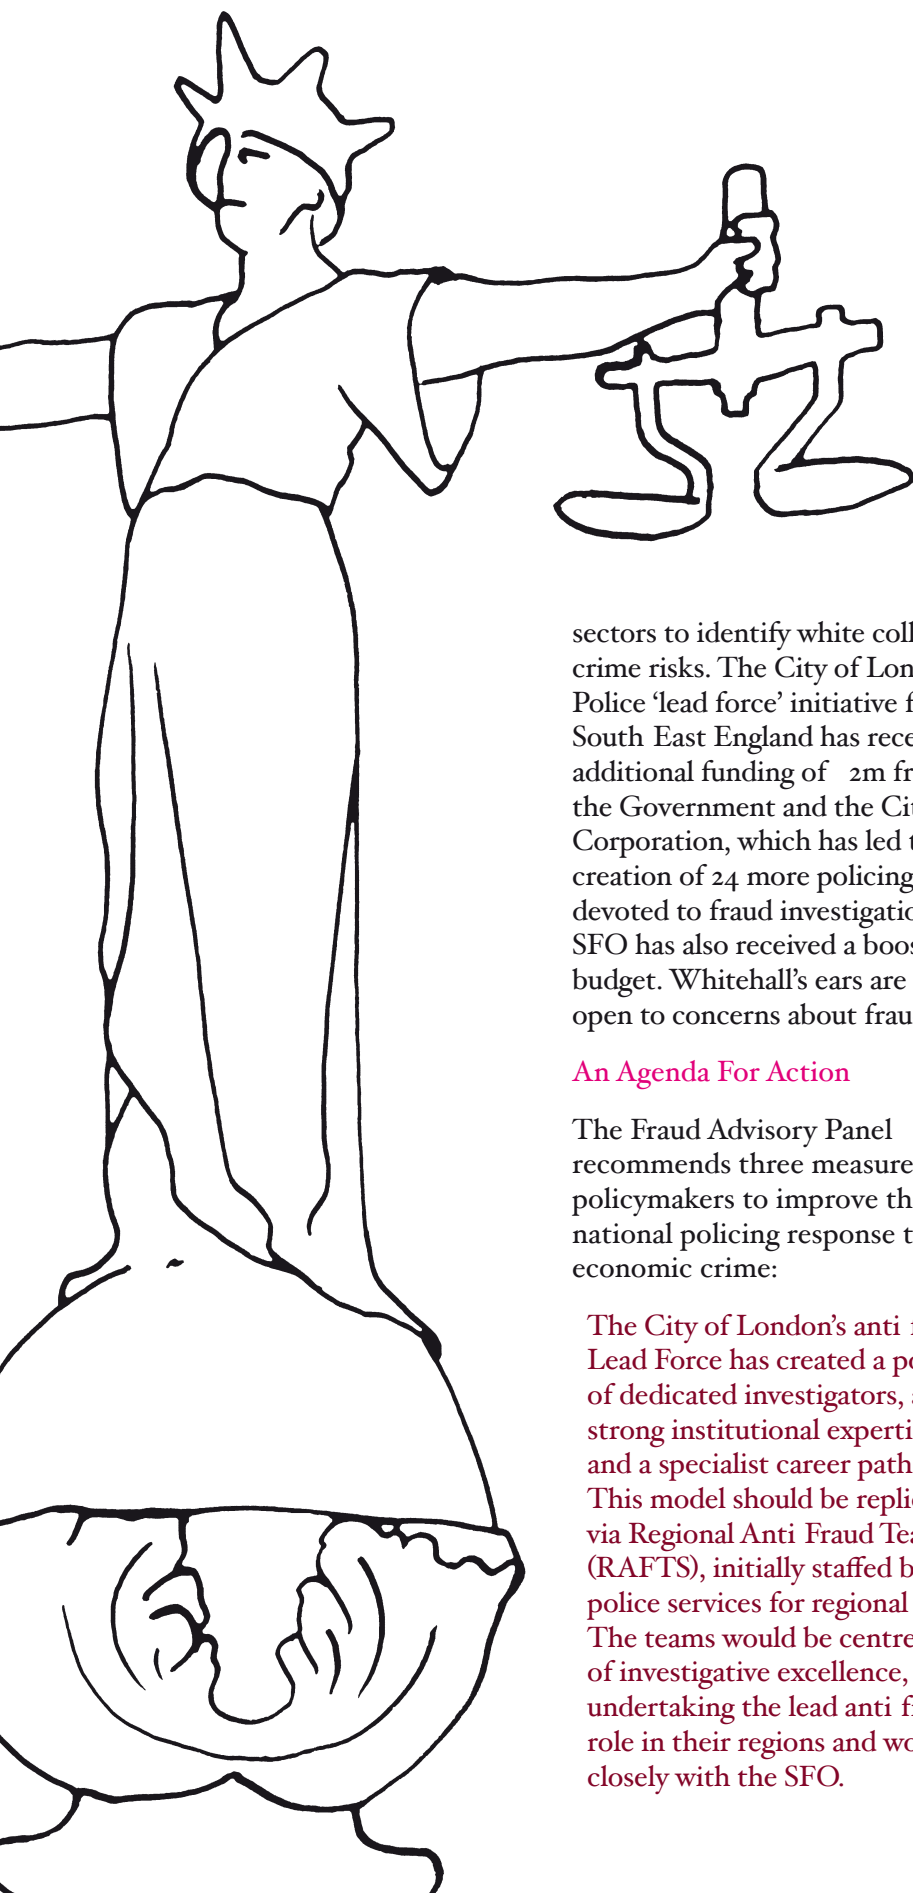 sectors to identify white coll
crime risks. The City of Lon
Police ‘lead force’ initiative f
South East England has rece
additional funding of 2m fr
the Government and the Cit
Corporation, which has led t
creation of 24 more policing
devoted to fraud investigatio
SFO has also received a boos
budget. Whitehall’s ears are
open to concerns about frau
An Agenda For Action
The Fraud Advisory Panel
recommends three measure
policymakers to improve th
national policing response t
economic crime:
The City of London’s anti
Lead Force has created a po
of dedicated investigators, a
strong institutional experti
and a specialist career path
This model should be replic
via Regional Anti Fraud Tea
(RAFTS), initially staffed b
police services for regional
The teams would be centre
of investigative excellence,
undertaking the lead anti f
role in their regions and wo
closely with the SFO.